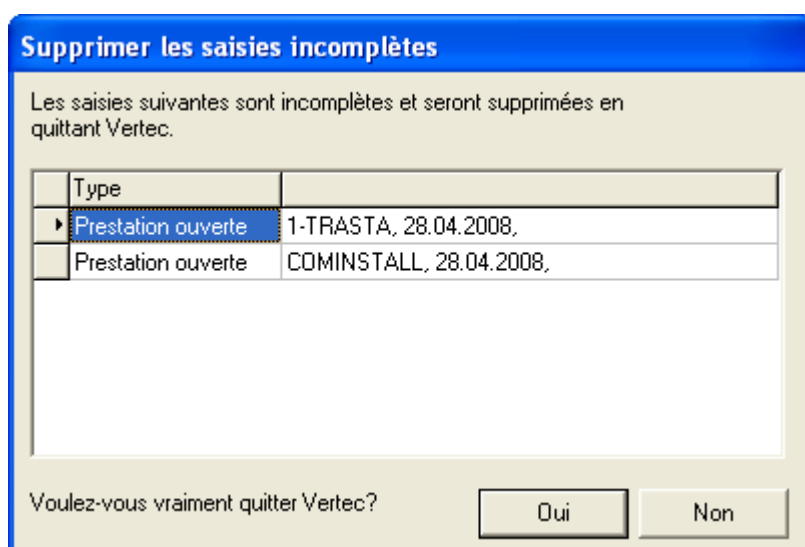 Supprimer les saisies incomplètes
Les saisies suivantes sont incomplètes et seront supprimées en
quittant Vertec.
Type
Prestation ouverte 1-TRASTA, 28.04.2008,
Prestation ouverte COMINSTALL, 28.04.2008,
Voulez-vous vraiment quitter Vertec? Oui Non